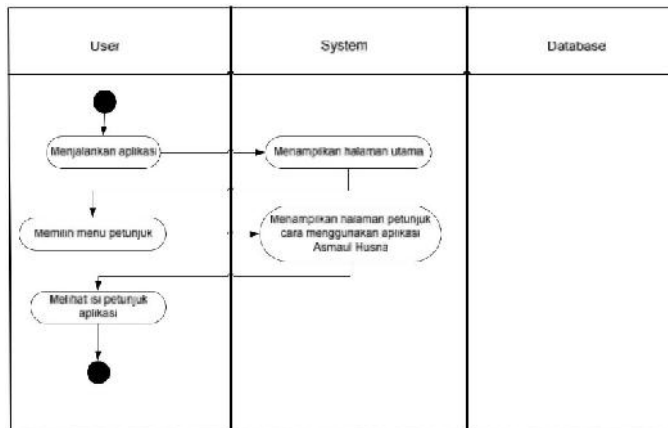 User
System
Database
Menjalankan aplikasi
Menampilkan halaman utama
Memilih menu petunjuk
Menampilkan halaman petunjuk
cara menggunakan aplikasi
Asmaul Husna
Melihat isi petunjuk
aplikasi